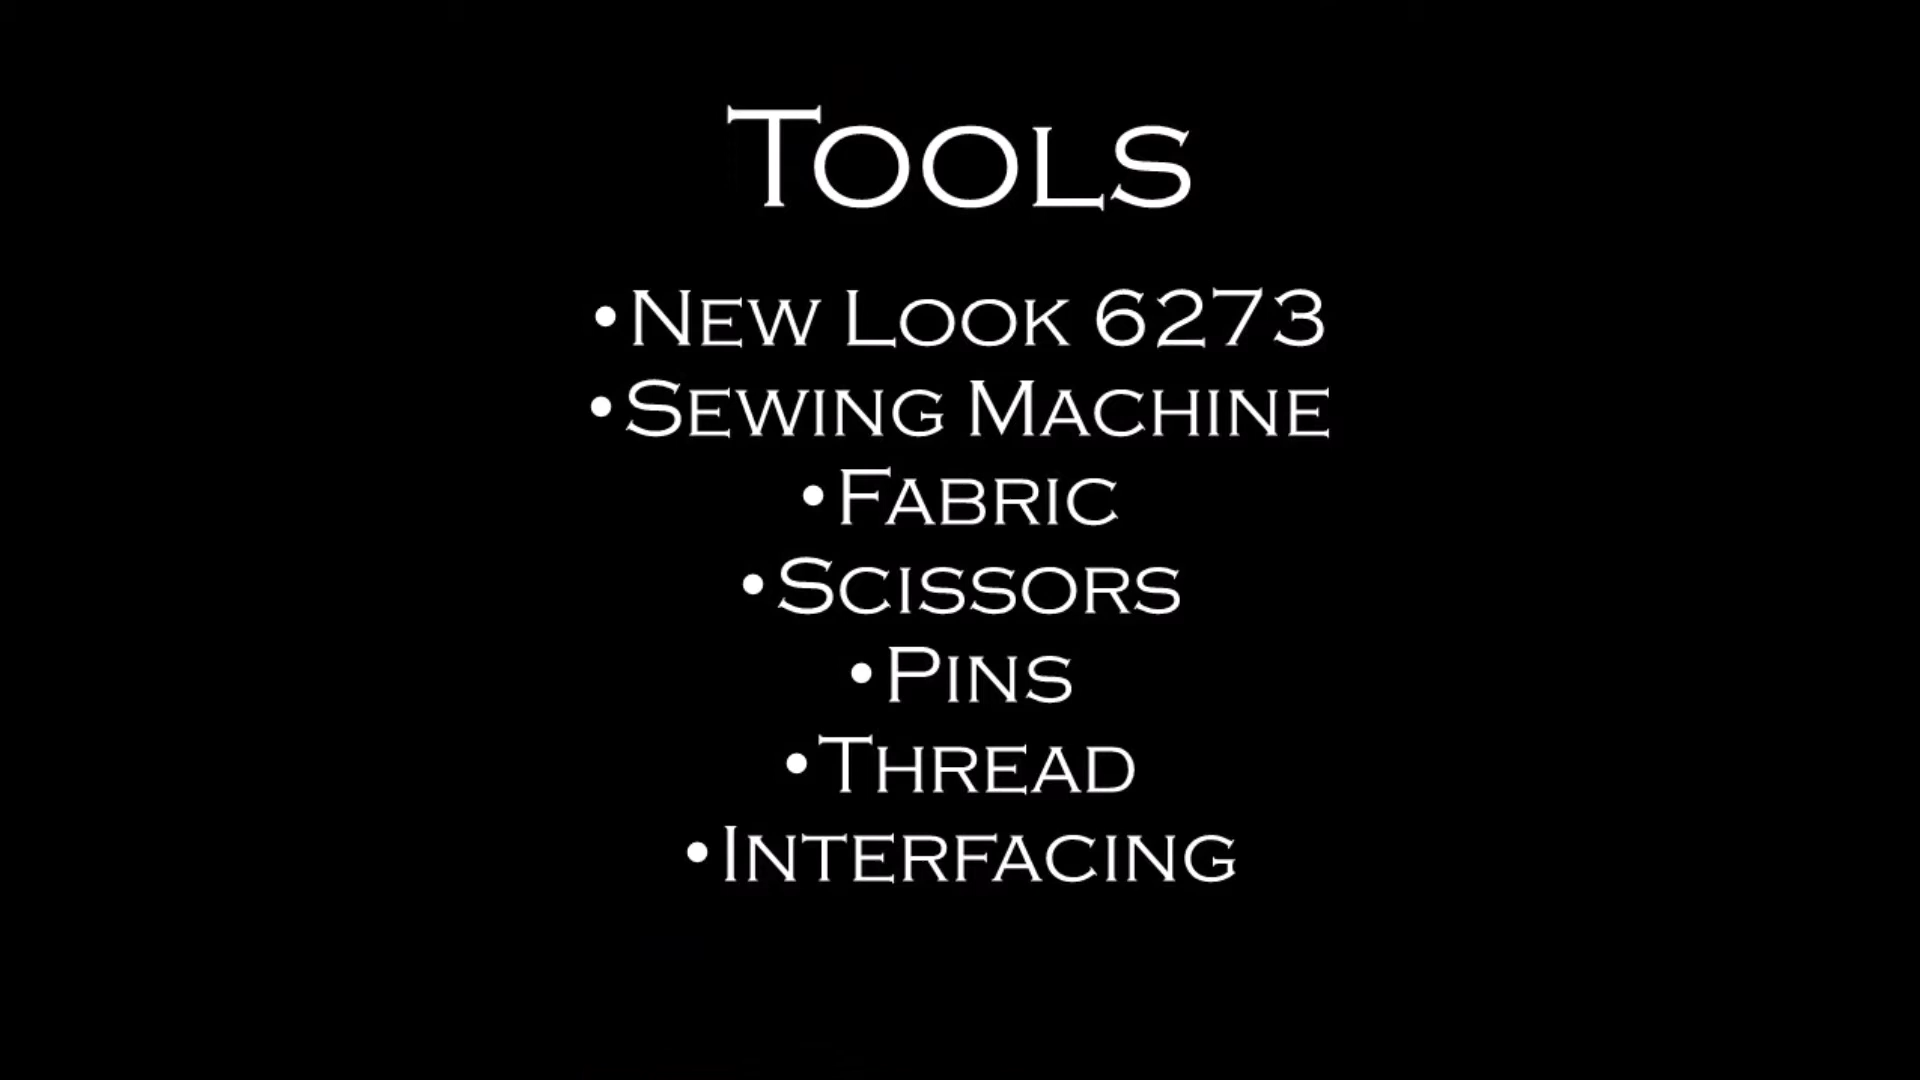 Tools
•New Look 6273
•Sewing Machine
•Fabric
•Scissors
•Pins
•Thread
•Interfacing